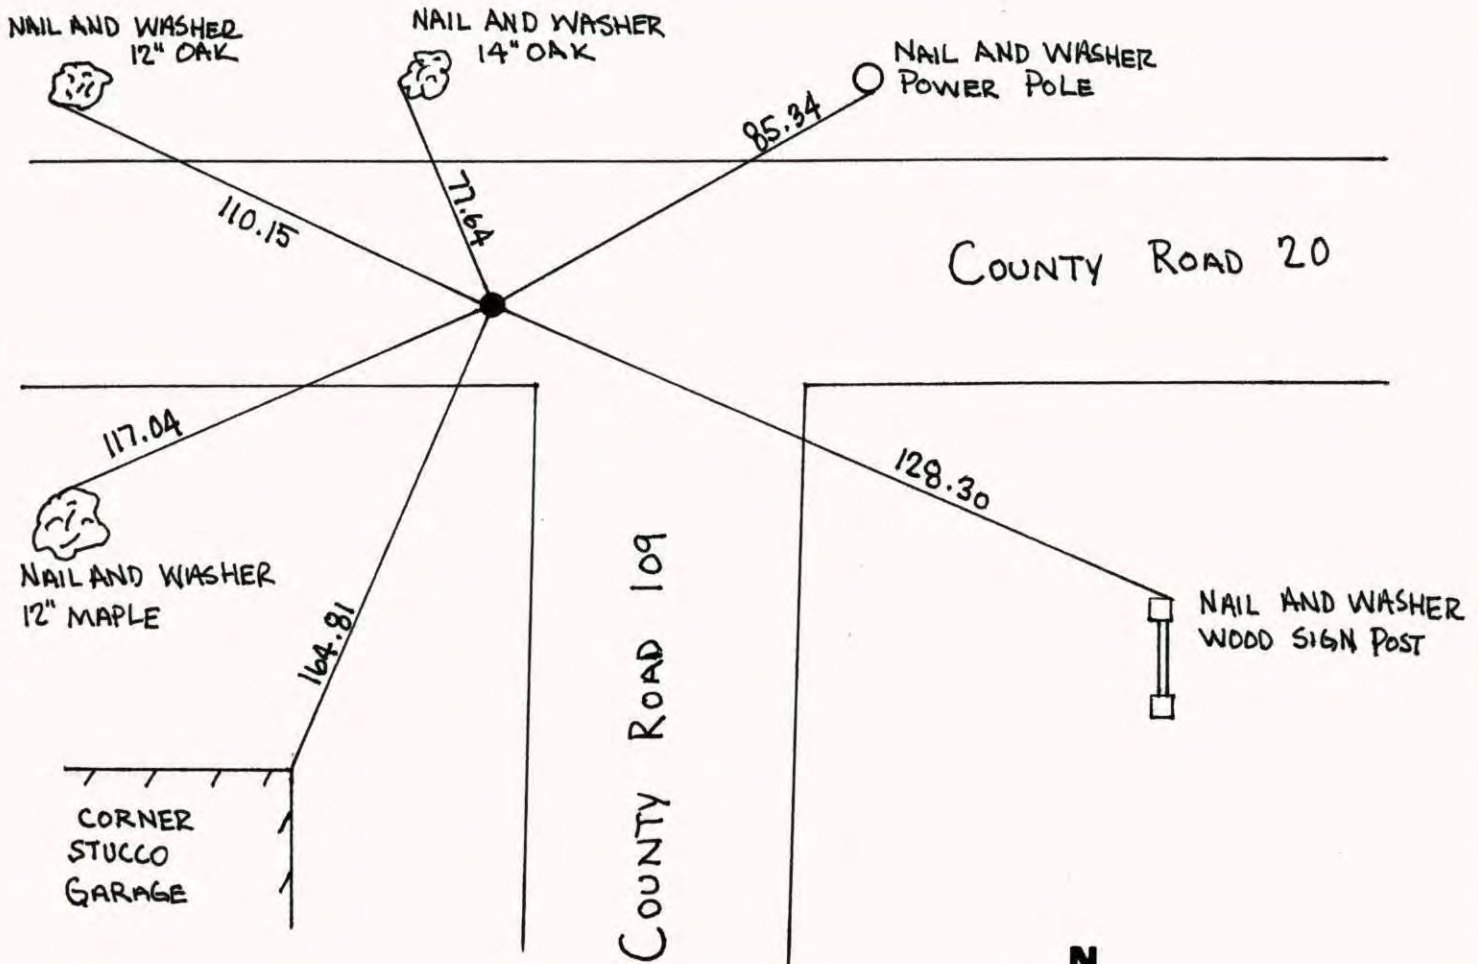 NAIL AND WASHER
12" OAK
NAIL AND WASHER
14" OAK
NAIL AND WASHER
POWER POLE
85.34
77.64
110.15
COUNTY ROAD 20
117.04
128.30
NAIL AND WASHER
12" MAPLE
164.81
COUNTY ROAD 109
NAIL AND WASHER
WOOD SIGN POST
CORNER
STUCCO
GARAGE
N